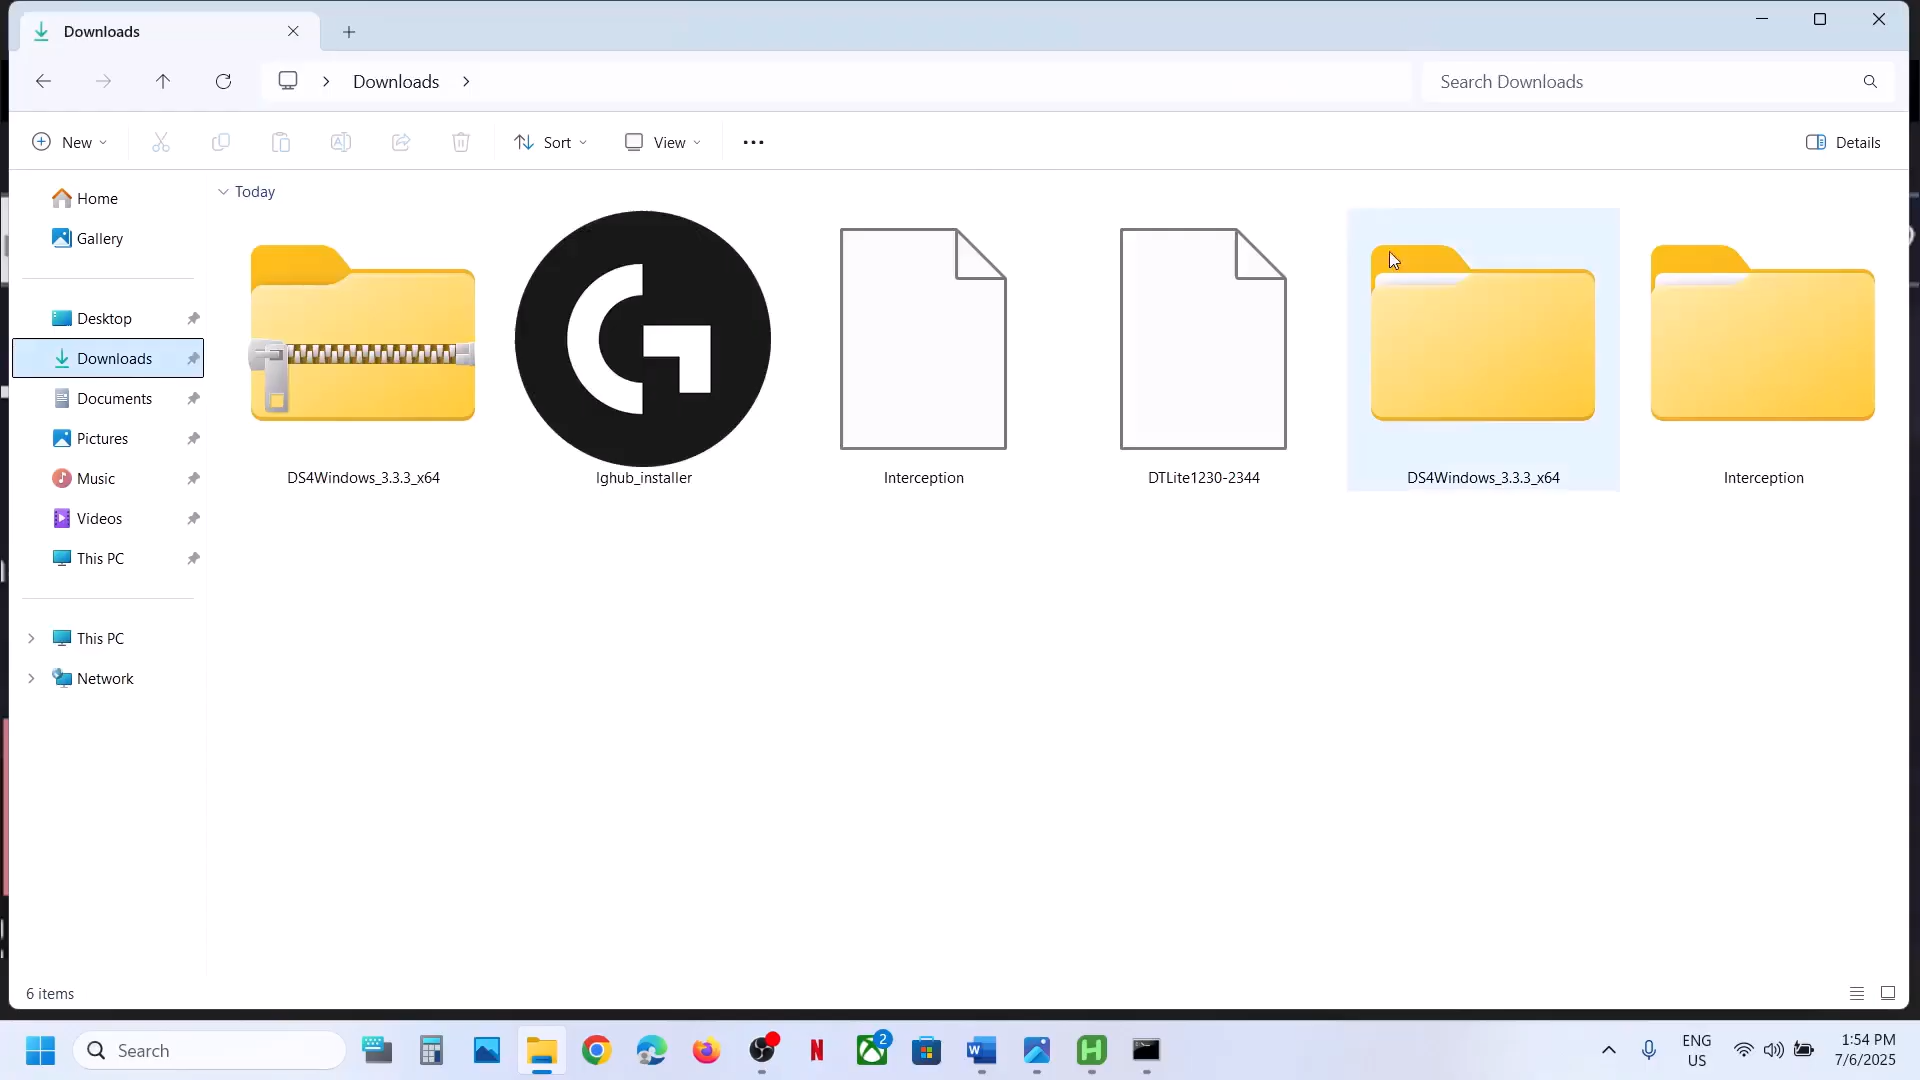 Downloads
Downloads
Search Downloads
New
Sort
View
Details
Home
Gallery
Desktop
Downloads
Documents
Pictures
Music
Videos
This PC
This PC
Network
Today
DS4Windows_3.3.3_x64
lghub_installer
Interception
DTLite1230-2344
DS4Windows_3.3.3_x64
Interception
6 items
Search
2
ENG
US
1:54 PM
7/6/2025